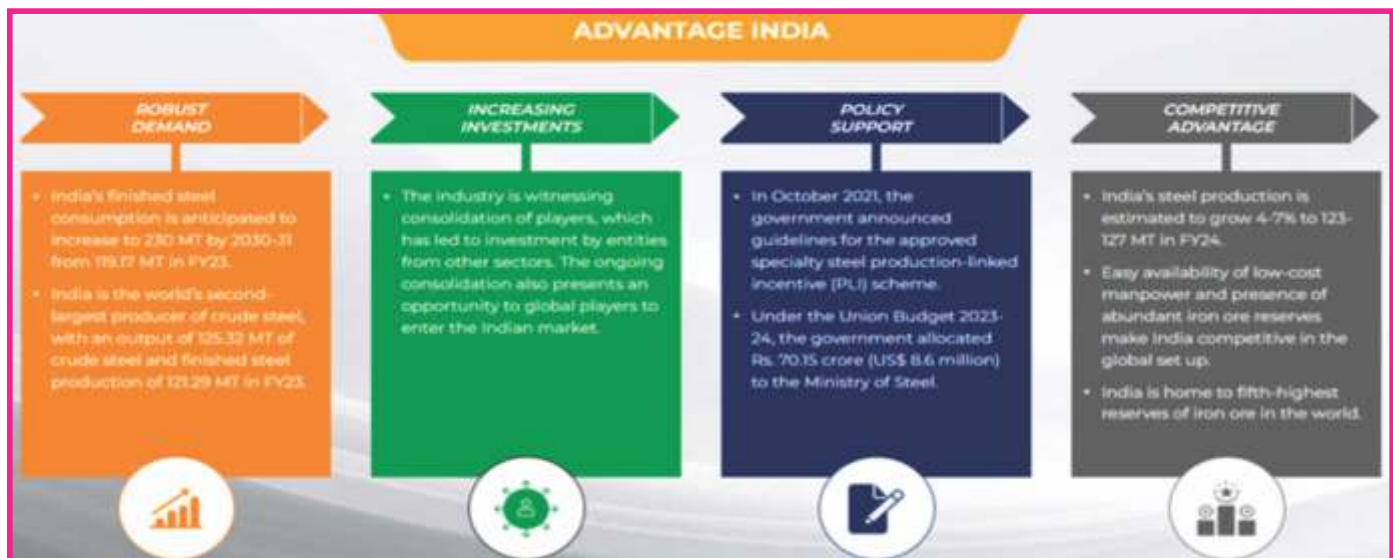 ADVANTAGE INDIA
ROBUST
DEMAND
• India's finished steel
consumption is anticipated to
increase to 230 MT by 2030-31
from 119.17 MT in FY23.
• India is the world's second-
largest producer of crude steel,
with an output of 125.32 MT of
crude steel and finished steel
production of 121.29 MT in FY23.
INCREASING
INVESTMENTS
• The industry is witnessing
consolidation of players, which
has led to investment by entities
from other sectors. The ongoing
consolidation also presents an
opportunity to global players to
enter the Indian market.
POLICY
SUPPORT
• In October 2021, the
government announced
guidelines for the approved
specialty steel production-linked
incentive (PLI) scheme.
• Under the Union Budget 2023-
24, the government allocated
Rs. 70.15 crore (US$ 8.6 million)
to the Ministry of Steel.
COMPETITIVE
ADVANTAGE
• India's steel production is
estimated to grow 4-7% to 123-
127 MT in FY24.
• Easy availability of low-cost
manpower and presence of
abundant iron ore reserves
make India competitive in the
global set up.
• India is home to fifth-highest
reserves of iron ore in the world.